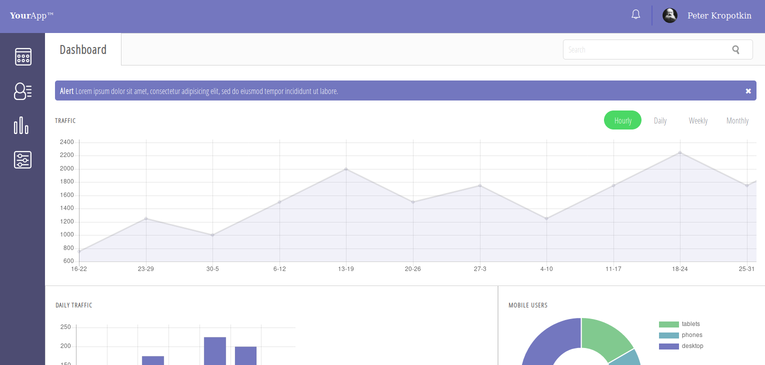 YourApp™
Peter Kropotkin
Dashboard
Search
Alert Lorem ipsum dolor sit amet, consectetur adipisicing elit, sed do eiusmod tempor incididunt ut labore.
TRAFFIC
Hourly Daily Weekly Monthly
2400
2200
2000
1800
1600
1400
1200
1000
800
600
16-22 23-29 30-5 6-12 13-19 20-26 27-3 4-10 11-17 18-24 25-31
DAILY TRAFFIC
250
200
150
MOBILE USERS
tablets
phones
desktop